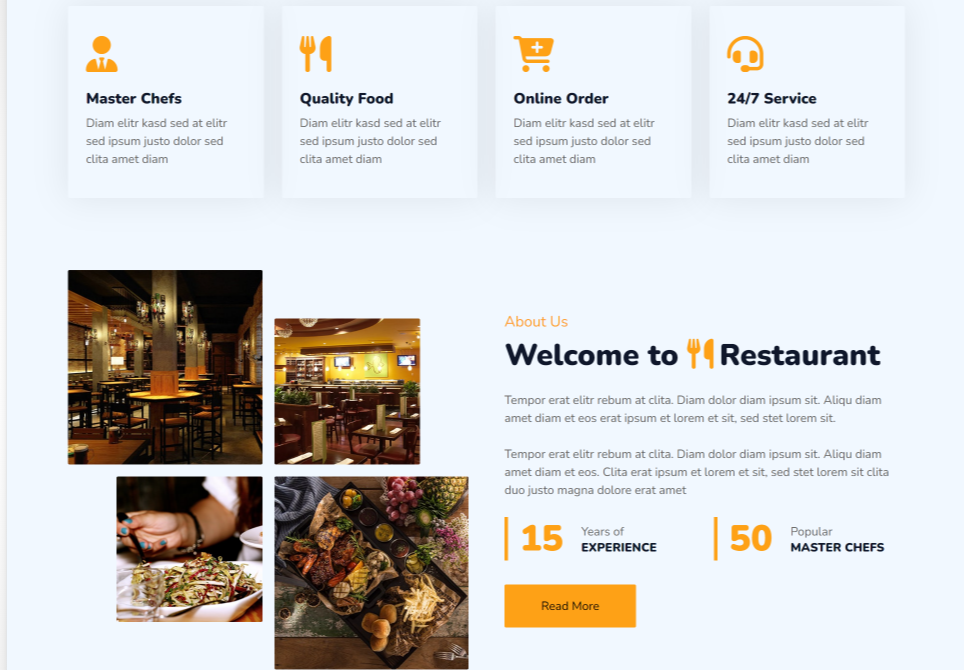 Master Chefs
Diam elitr kasd sed at elitr
sed ipsum justo dolor sed
clita amet diam
Quality Food
Diam elitr kasd sed at elitr
sed ipsum justo dolor sed
clita amet diam
Online Order
Diam elitr kasd sed at elitr
sed ipsum justo dolor sed
clita amet diam
24/7 Service
Diam elitr kasd sed at elitr
sed ipsum justo dolor sed
clita amet diam
About Us
Welcome to Restaurant
Tempor erat elitr rebum at clita. Diam dolor diam ipsum sit. Aliqu diam
amet diam et eos erat ipsum et lorem et sit, sed stet lorem sit.
Tempor erat elitr rebum at clita. Diam dolor diam ipsum sit. Aliqu diam
amet diam et eos. Clita erat ipsum et lorem et sit, sed stet lorem sit clita
duo justo magna dolore erat amet
15
Years of
EXPERIENCE
50
Popular
MASTER CHEFS
Read More